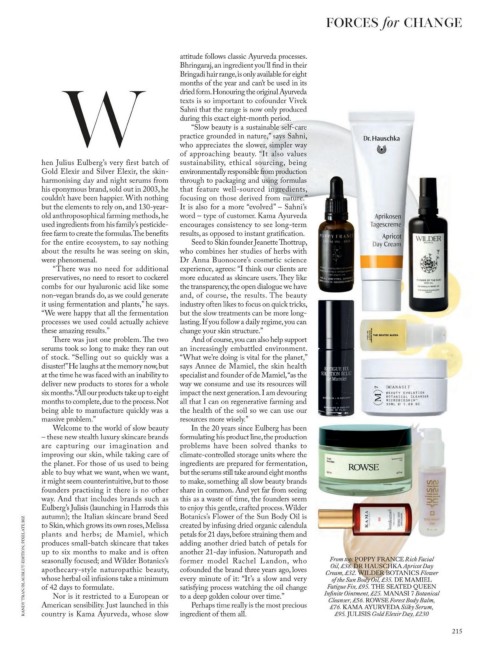 FORCES for CHANGE
W
hen Julius Eulberg’s very first batch of
Gold Elexir and Silver Elexir, the skin-
harmonising day and night serums from
his eponymous brand, sold out in 2003, he
couldn’t have been happier. With nothing
but the elements to rely on, and 130-year-
old anthroposophical farming methods, he
used ingredients from his family’s pesticide-
free farm to create the formulas. The benefits
for the entire ecosystem, to say nothing
about the results he was seeing on skin,
were phenomenal.
“There was no need for additional
preservatives, no need to resort to cockerel
combs for our hyaluronic acid like some
non-vegan brands do, as we could generate
it using fermentation and plants,” he says.
“We were happy that all the fermentation
processes we used could actually achieve
these amazing results.”
There was just one problem. The two
serums took so long to make they ran out
of stock. “Selling out so quickly was a
disaster!” He laughs at the memory now, but
at the time he was faced with an inability to
deliver new products to stores for a whole
six months. “All our products take up to eight
months to complete, due to the process. Not
being able to manufacture quickly was a
massive problem.”
Welcome to the world of slow beauty
– these new stealth luxury skincare brands
are capturing our imagination and
improving our skin, while taking care of
the planet. For those of us used to being
able to buy what we want, when we want,
it might seem counterintuitive, but to those
founders practising it there is no other
way. And that includes brands such as
Eulberg’s Julisis (launching in Harrods this
autumn); the Italian skincare brand Seed
to Skin, which grows its own roses, Melissa
plants and herbs; de Mamiel, which
produces small-batch skincare that takes
up to six months to make and is often
seasonally focused; and Wilder Botanics’s
apothecary-style naturopathic beauty,
whose herbal oil infusions take a minimum
of 42 days to formulate.
Nor is it restricted to a European or
American sensibility. Just launched in this
country is Kama Ayurveda, whose slow
attitude follows classic Ayurveda processes.
Bhringaraj, an ingredient you’ll find in their
Bringadi hair range, is only available for eight
months of the year and can’t be used in its
dried form. Honouring the original Ayurveda
texts is so important to cofounder Vivek
Sahni that the range is now only produced
during this exact eight-month period.
“Slow beauty is a sustainable self-care
practice grounded in nature,” says Sahni,
who appreciates the slower, simpler way
of approaching beauty. “It also values
sustainability, ethical sourcing, being
environmentally responsible from production
through to packaging and using formulas
that feature well-sourced ingredients,
focusing on those derived from nature.”
It is also for a more “evolved” – Sahni’s
word – type of customer. Kama Ayurveda
encourages consistency to see long-term
results, as opposed to instant gratification.
Seed to Skin founder Jeanette Thottrup,
who combines her studies of herbs with
Dr Anna Buonocore’s cosmetic science
experience, agrees: “I think our clients are
more educated as skincare users. They like
the transparency, the open dialogue we have
and, of course, the results. The beauty
industry often likes to focus on quick tricks,
but the slow treatments can be more long-
lasting. If you follow a daily regime, you can
change your skin structure.”
And of course, you can also help support
an increasingly embattled environment.
“What we’re doing is vital for the planet,”
says Annee de Mamiel, the skin health
specialist and founder of de Mamiel, “as the
way we consume and use its resources will
impact the next generation. I am devouring
all that I can on regenerative farming and
the health of the soil so we can use our
resources more wisely.”
In the 20 years since Eulberg has been
formulating his product line, the production
problems have been solved thanks to
climate-controlled storage units where the
ingredients are prepared for fermentation,
but the serums still take around eight months
to make, something all slow beauty brands
share in common. And yet far from seeing
this as a waste of time, the founders seem
to enjoy this gentle, crafted process. Wilder
Botanics’s Flower of the Sun Body Oil is
created by infusing dried organic calendula
petals for 21 days, before straining them and
adding another dried batch of petals for
another 21-day infusion. Naturopath and
former model Rachel Landon, who
cofounded the brand three years ago, loves
every minute of it: “It’s a slow and very
satisfying process watching the oil change
to a deep golden colour over time.”
Perhaps time really is the most precious
ingredient of them all.
Dr. Hauschka
Aprikosen
Tagescreme
Apricot
Day Cream
WILDER
ROWSE
KAMA
From top: POPPY FRANCE Rich Facial
Oil, £38. DR HAUSCHKA Apricot Day
Cream, £32. WILDER BOTANICS Flower
of the Sun Body Oil, £35. DE MAMIEL
Fatigue Fix, £95. THE SEATED QUEEN
Infinite Ointment, £25. MANASI 7 Botanical
Cleanser, £56. ROWSE Forest Body Balm,
£76. KAMA AYURVEDA Silky Serum,
£95. JULISIS Gold Elexir Day, £230
215